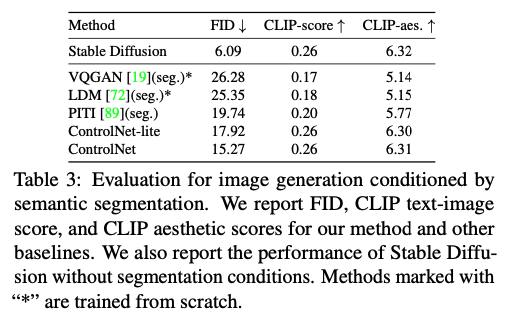 Method FID ↓ CLIP-score ↑ CLIP-aes. ↑
Stable Diffusion 6.09 0.26 6.32
VQGAN [19](seg.)* 26.28 0.17 5.14
LDM [72](seg.)* 25.35 0.18 5.15
PITI [89](seg.) 19.74 0.20 5.77
ControlNet-lite 17.92 0.26 6.30
ControlNet 15.27 0.26 6.31
Table 3: Evaluation for image generation conditioned by
semantic segmentation. We report FID, CLIP text-image
score, and CLIP aesthetic scores for our method and other
baselines. We also report the performance of Stable Diffu-
sion without segmentation conditions. Methods marked with
“*” are trained from scratch.